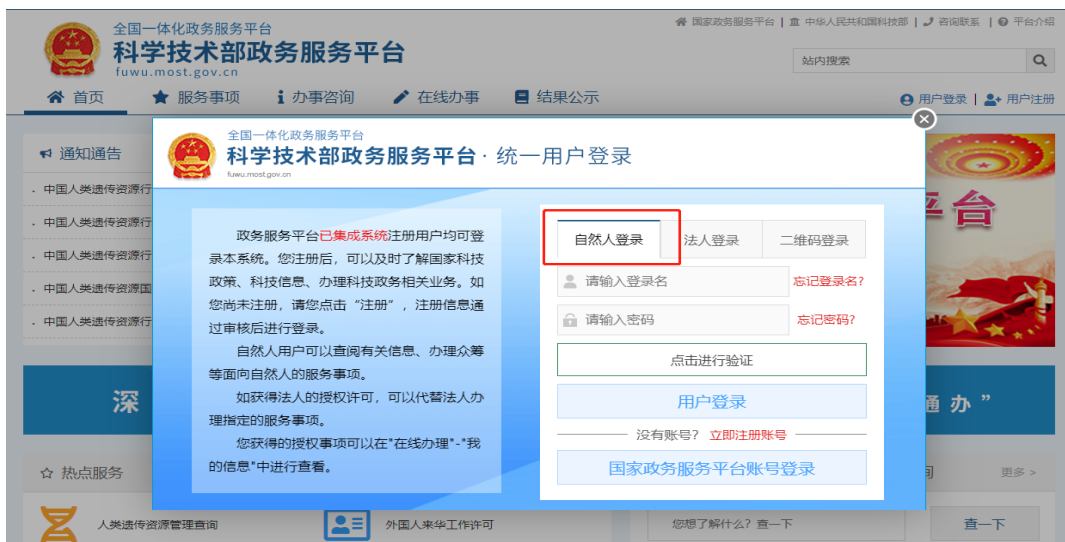 国家政务服务平台 | 中华人民共和国科技部 | 咨询联系 | 平台介绍
全国一体化政务服务平台
科学技术部政务服务平台
fuwu.most.gov.cn
站内搜索
首页 服务事项 办事咨询 在线办事 结果公示
用户登录 | 用户注册
全国一体化政务服务平台
科学技术部政务服务平台·统一用户登录
fuwu.most.gov.cn
通知通告
. 中国人类遗传资源行
. 中国人类遗传资源行
. 中国人类遗传资源行
. 中国人类遗传资源国
. 中国人类遗传资源行
平台
政务服务平台已集成系统注册用户均可登
录本系统。您注册后，可以及时了解国家科技
政策、科技信息、办理科技政务相关业务。如
您尚未注册，请您点击“注册”，注册信息通
过审核后进行登录。
自然人用户可以查阅有关信息、办理众筹
等面向自然人的服务事项。
如获得法人的授权许可，可以代替法人办
理指定的服务事项。
您获得的授权事项可以在"在线办理"-"我
的信息"中进行查看。
自然人登录 法人登录 二维码登录
请输入登录名 忘记登录名?
请输入密码 忘记密码?
点击进行验证
用户登录
没有账号? 立即注册账号
国家政务服务平台账号登录
深
通办”
热点服务
更多 >
人类遗传资源管理查询
外国人来华工作许可
您想了解什么? 查一下
查一下